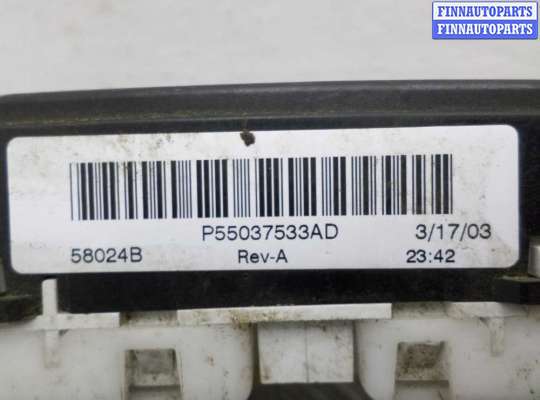 FINNAUTOPARTS
FINNAUTOPARTS
P55037533AD 3/17/03
58024B Rev-A 23:42